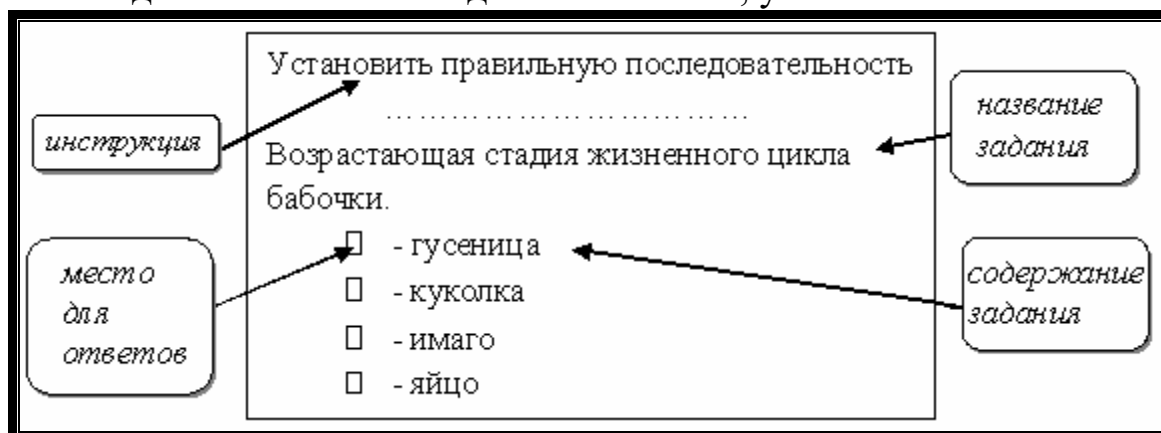 Установить правильную последовательность
инструкция
название
задания
................................
Возрастающая стадия жизненного цикла
бабочки.
место
для
ответов
- гусеница
- куколка
- имаго
- яйцо
содержание
задания